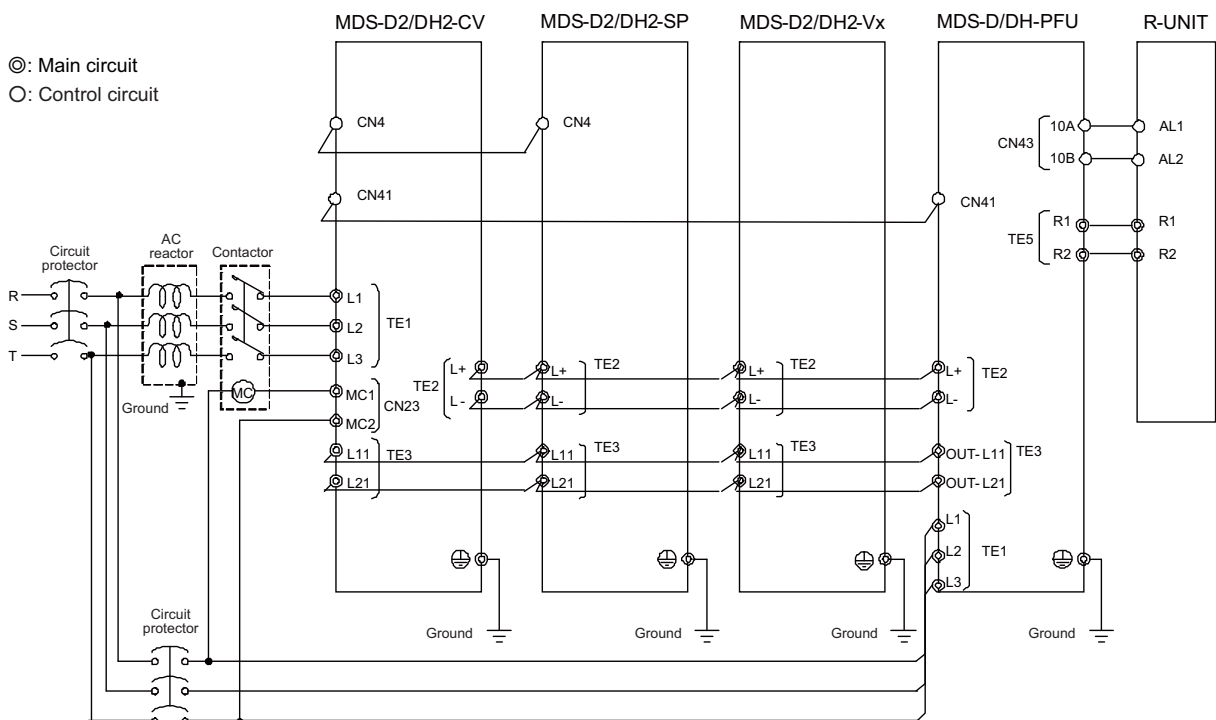 MDS-D2/DH2-CV
MDS-D2/DH2-SP
MDS-D2/DH2-Vx
MDS-D/DH-PFU
R-UNIT
◎: Main circuit
○: Control circuit
CN4
CN4
CN43
10A
10B
AL1
AL2
CN41
CN41
TE5
R1
R2
R1
R2
Circuit
protector
AC
reactor
Contactor
R
S
T
L1
L2
L3
TE1
Ground
MC
MC1
MC2
CN23
TE2
L+
L-
L+
L-
TE2
L+
L-
TE2
L+
L-
TE2
L11
L21
TE3
L11
L21
TE3
L11
L21
TE3
OUT-L11
OUT-L21
TE3
L1
L2
L3
TE1
Ground
Ground
Ground
Ground
Circuit
protector